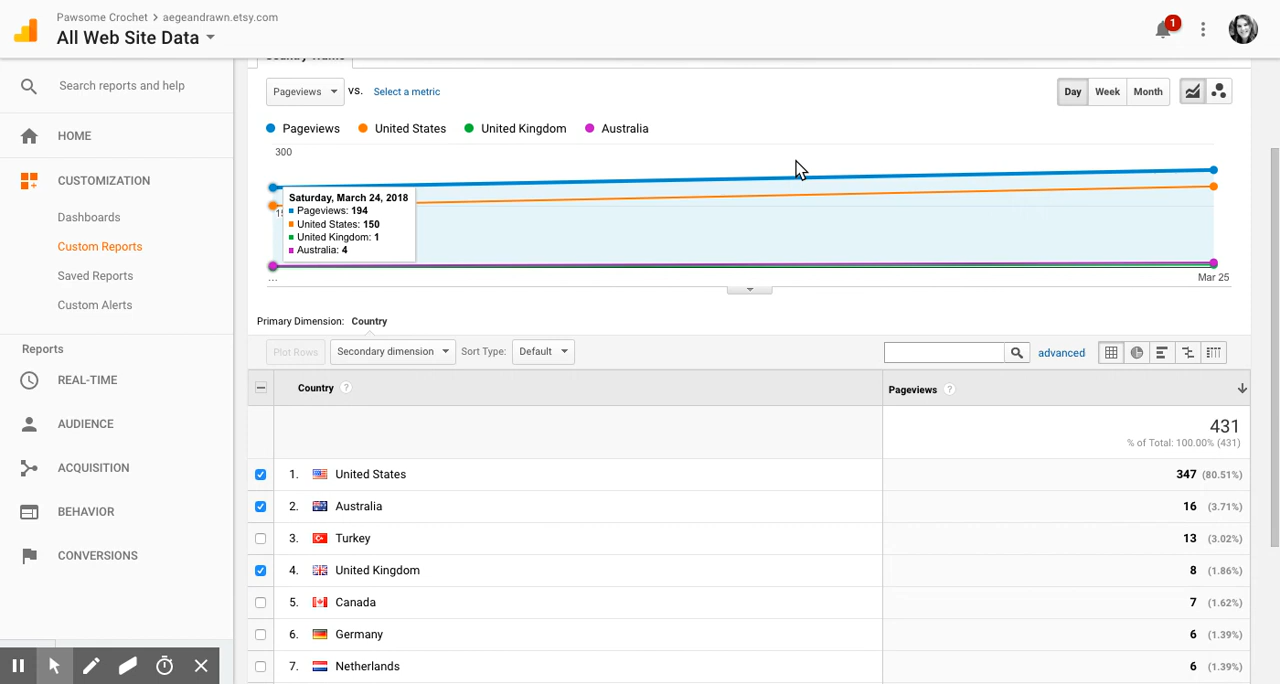 Pawsome Crochet > aegeandrawn.etsy.com
All Web Site Data
1
Search reports and help
HOME
CUSTOMIZATION
Dashboards
Custom Reports
Saved Reports
Custom Alerts
Reports
REAL-TIME
AUDIENCE
ACQUISITION
BEHAVIOR
CONVERSIONS
Pageviews VS. Select a metric
Day Week Month
Pageviews United States United Kingdom Australia
300
Saturday, March 24, 2018
Pageviews: 194
United States: 150
United Kingdom: 1
Australia: 4
... Mar 25
Primary Dimension: Country
Plot Rows Secondary dimension Sort Type: Default advanced
Country ? Pageviews ?
431
% of Total: 100.00% (431)
1. United States 347 (80.51%)
2. Australia 16 (3.71%)
3. Turkey 13 (3.02%)
4. United Kingdom 8 (1.86%)
5. Canada 7 (1.62%)
6. Germany 6 (1.39%)
7. Netherlands 6 (1.39%)